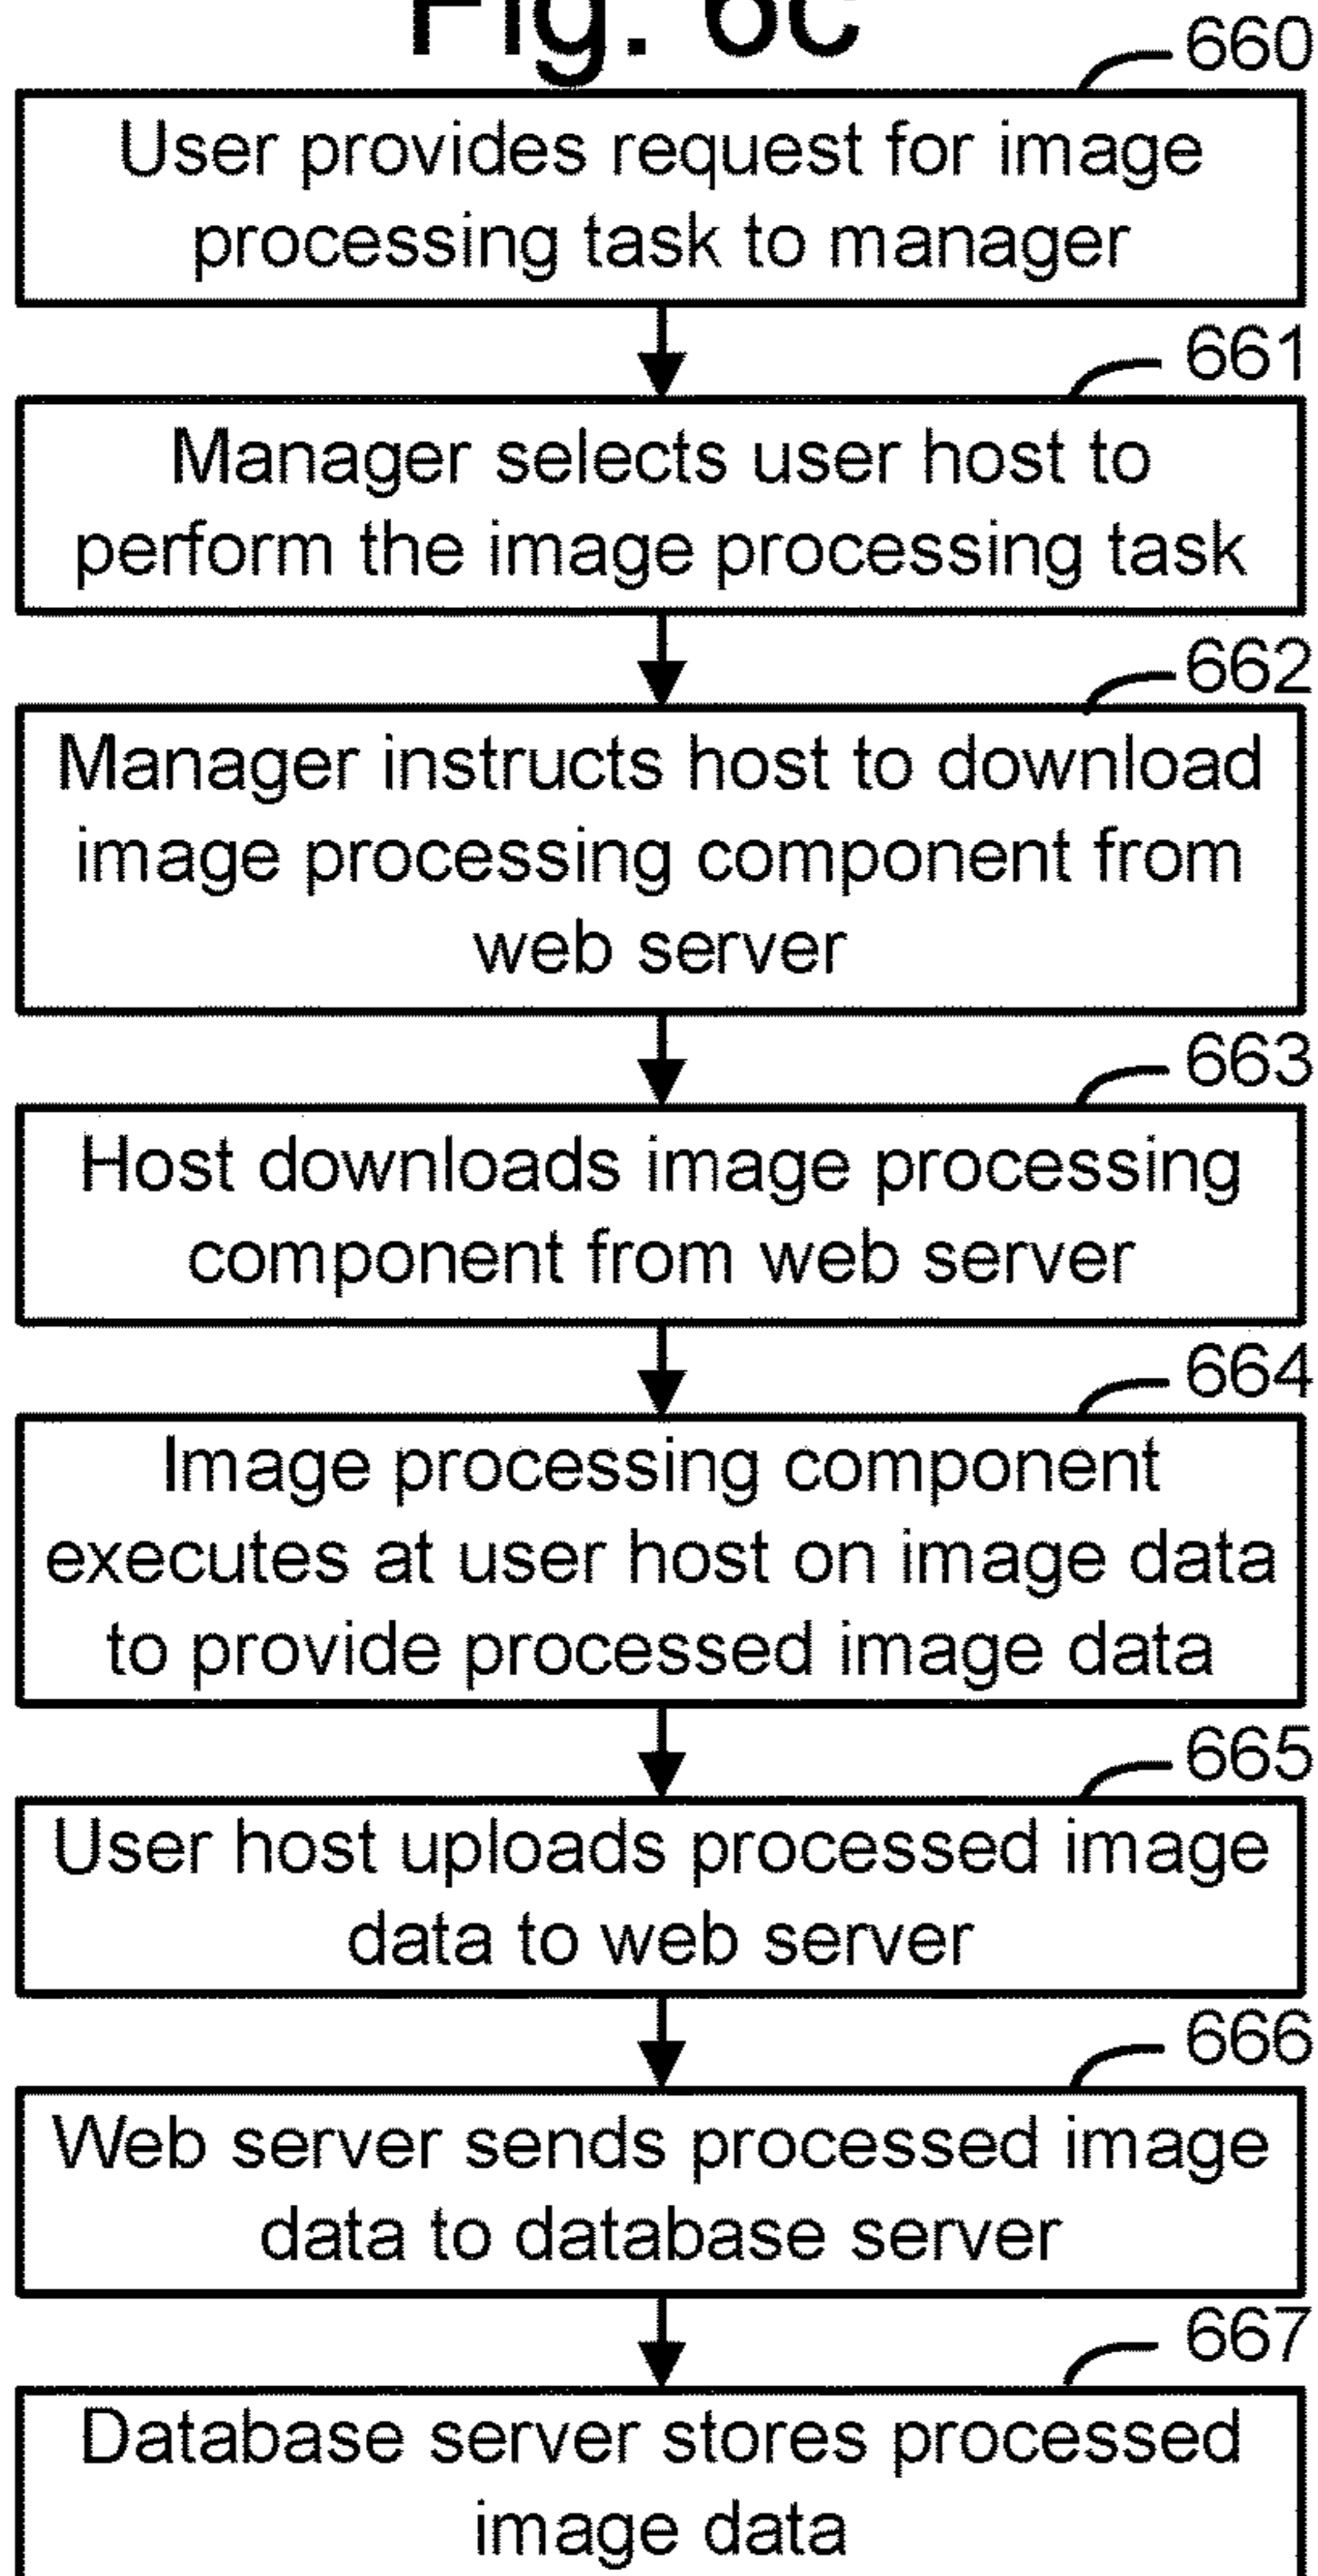 Fig. 6c
660
User provides request for image
processing task to manager
661
Manager selects user host to
perform the image processing task
662
Manager instructs host to download
image processing component from
web server
663
Host downloads image processing
component from web server
664
Image processing component
executes at user host on image data
to provide processed image data
665
User host uploads processed image
data to web server
666
Web server sends processed image
data to database server
667
Database server stores processed
image data